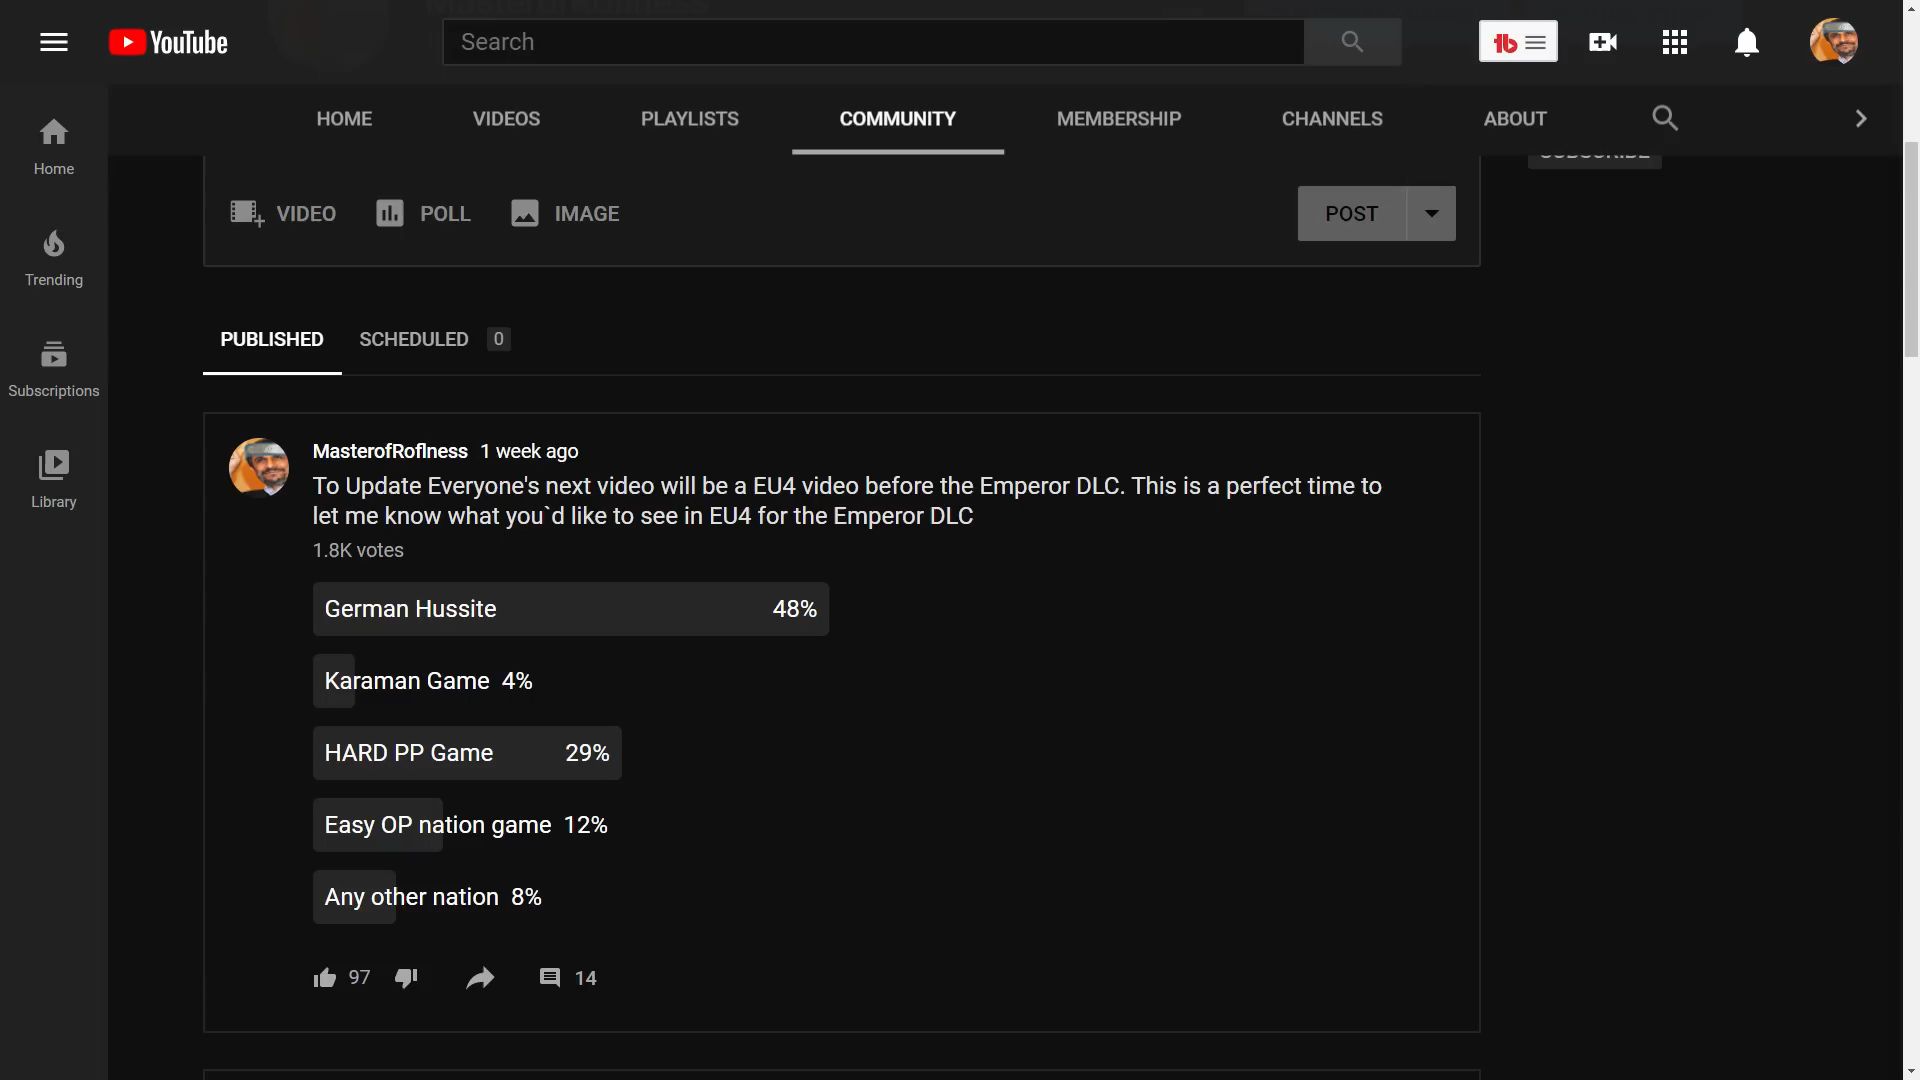 YouTube
Search
HOME
VIDEOS
PLAYLISTS
COMMUNITY
MEMBERSHIP
CHANNELS
ABOUT
Home
Trending
Subscriptions
Library
SUBSCRIBE
VIDEO
POLL
IMAGE
POST
PUBLISHED
SCHEDULED 0
MasterofRoflness 1 week ago
To Update Everyone's next video will be a EU4 video before the Emperor DLC. This is a perfect time to
let me know what you`d like to see in EU4 for the Emperor DLC
1.8K votes
German Hussite 48%
Karaman Game 4%
HARD PP Game 29%
Easy OP nation game 12%
Any other nation 8%
97
14